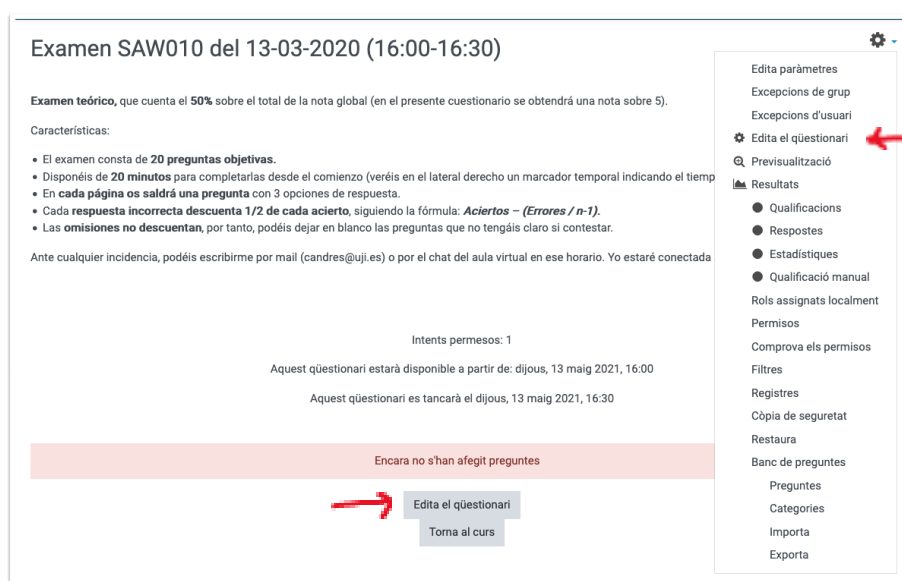 Examen SAW010 del 13-03-2020 (16:00-16:30)
Examen teórico, que cuenta el 50% sobre el total de la nota global (en el presente cuestionario se obtendrá una nota sobre 5).
Características:
• El examen consta de 20 preguntas objetivas.
• Disponéis de 20 minutos para completarlas desde el comienzo (veréis en el lateral derecho un marcador temporal indicando el tiemp
• En cada página os saldrá una pregunta con 3 opciones de respuesta.
• Cada respuesta incorrecta descuenta 1/2 de cada acierto, siguiendo la fórmula: Aciertos – (Errores / n-1).
• Las omisiones no descuentan, por tanto, podéis dejar en blanco las preguntas que no tengáis claro si contestar.
Ante cualquier incidencia, podéis escribirme por mail (candres@uji.es) o por el chat del aula virtual en ese horario. Yo estaré conectada
Intents permesos: 1
Aquest qüestionari estarà disponible a partir de: dijous, 13 maig 2021, 16:00
Aquest qüestionari es tancarà el dijous, 13 maig 2021, 16:30
Encara no s'han afegit preguntes
Edita el qüestionari
Torna al curs
Edita paràmetres
Excepcions de grup
Excepcions d'usuari
Edita el qüestionari
Previsualització
Resultats
Qualificacions
Respostes
Estadístiques
Qualificació manual
Rols assignats localment
Permisos
Comprova els permisos
Filtres
Registres
Còpia de seguretat
Restaura
Banc de preguntes
Preguntes
Categories
Importa
Exporta